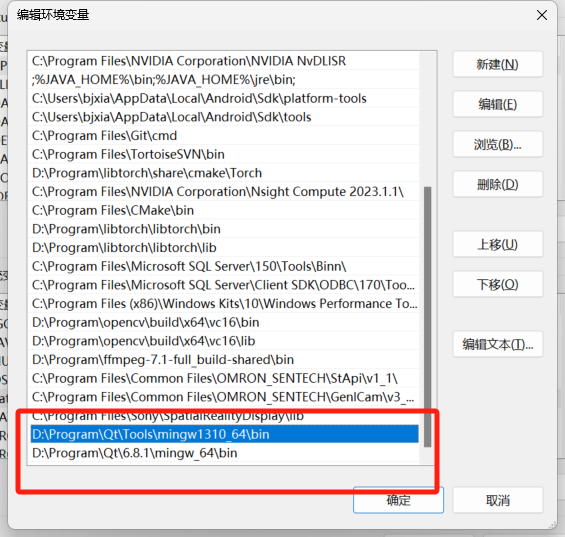 编辑环境变量
C:\Program Files\NVIDIA Corporation\NVIDIA NvDLISR
;%JAVA_HOME%\bin;%JAVA_HOME%\jre\bin;
C:\Users\bjxia\AppData\Local\Android\Sdk\platform-tools
C:\Users\bjxia\AppData\Local\Android\Sdk\tools
C:\Program Files\Git\cmd
C:\Program Files\TortoiseSVN\bin
D:\Program\libtorch\share\cmake\Torch
C:\Program Files\NVIDIA Corporation\Nsight Compute 2023.1.1\
C:\Program Files\CMake\bin
D:\Program\libtorch\libtorch\bin
D:\Program\libtorch\libtorch\lib
C:\Program Files\Microsoft SQL Server\150\Tools\Binn\
C:\Program Files\Microsoft SQL Server\Client SDK\ODBC\170\Too...
C:\Program Files (x86)\Windows Kits\10\Windows Performance To...
D:\Program\opencv\build\x64\vc16\bin
D:\Program\opencv\build\x64\vc16\lib
D:\Program\ffmpeg-7.1-full_build-shared\bin
C:\Program Files\Common Files\OMRON_SENTECH\StApi\v1_1\
C:\Program Files\Common Files\OMRON_SENTECH\GenICam\v3_...
C:\Program Files\Sony\SpatialRealityDisplay\lib
D:\Program\Qt\Tools\mingw1310_64\bin
D:\Program\Qt\6.8.1\mingw_64\bin
新建(N)
编辑(E)
浏览(B)...
删除(D)
上移(U)
下移(O)
编辑文本(T)...
确定
取消